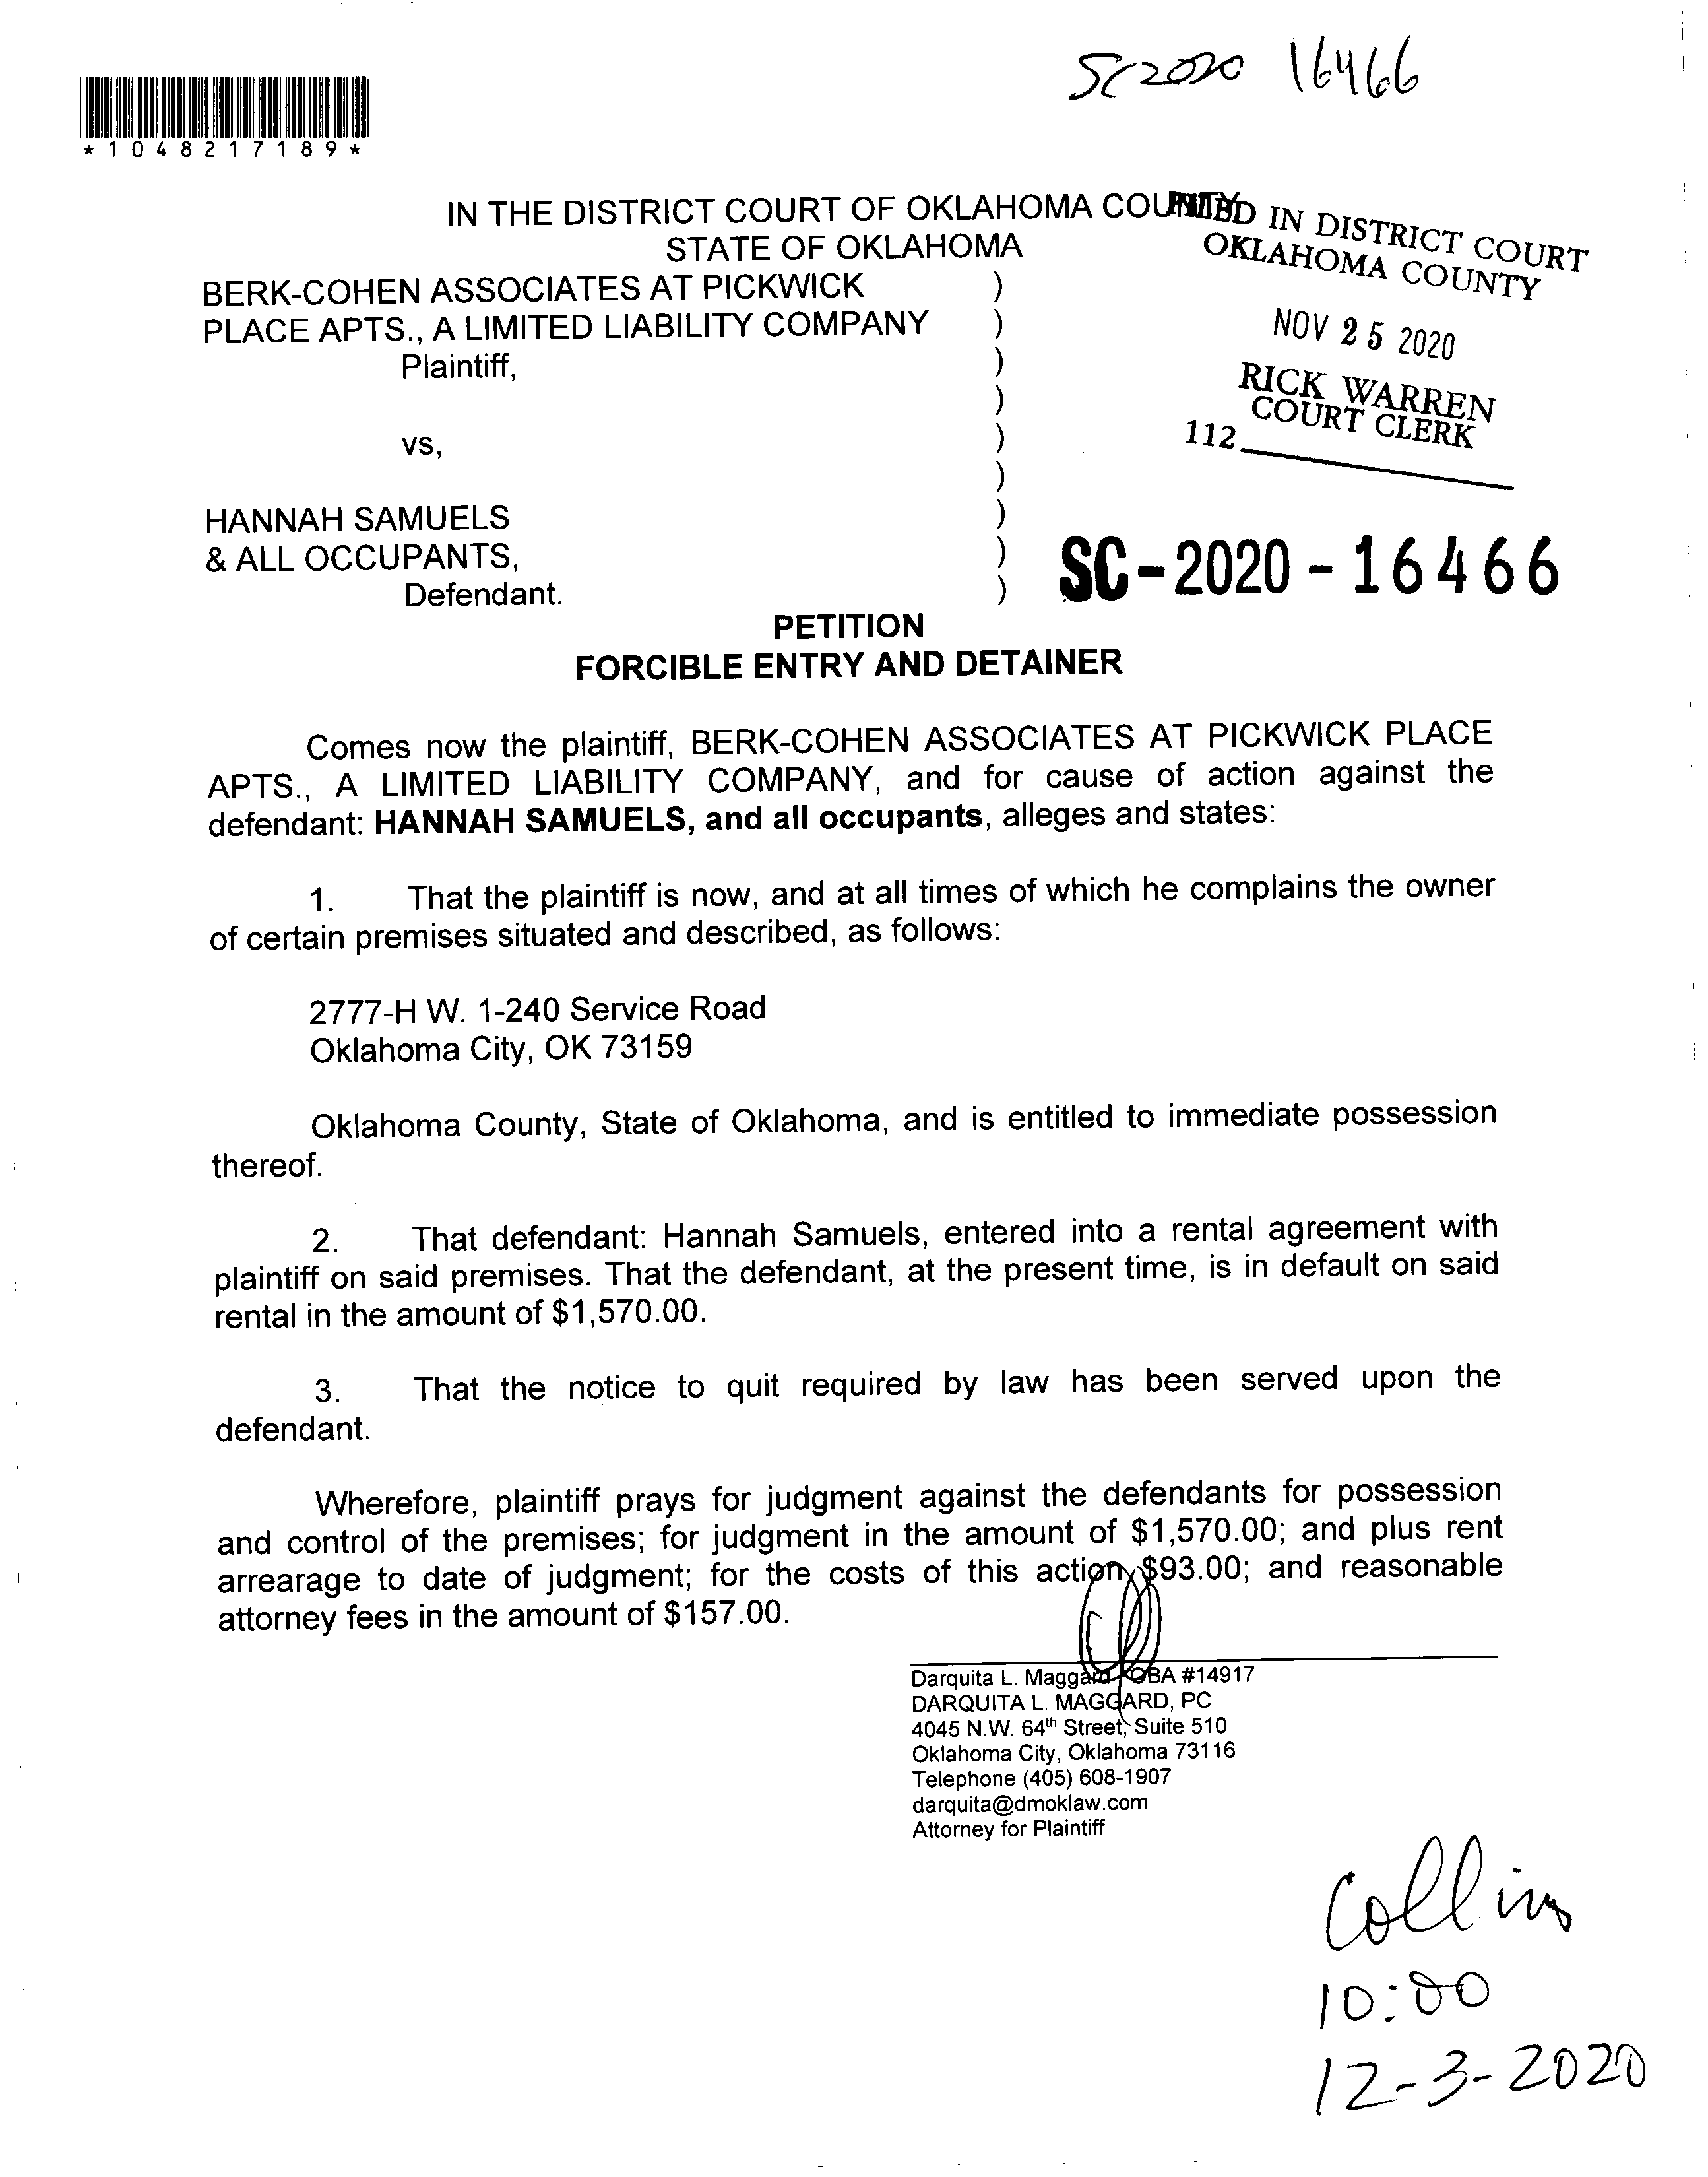 SC2020 16466
*1048217189*
IN THE DISTRICT COURT OF OKLAHOMA COUNTY
STATE OF OKLAHOMA
FILED IN DISTRICT COURT
OKLAHOMA COUNTY
NOV 25 2020
RICK WARREN
COURT CLERK
112
BERK-COHEN ASSOCIATES AT PICKWICK )
PLACE APTS., A LIMITED LIABILITY COMPANY )
Plaintiff, )
)
vs, )
)
HANNAH SAMUELS )
& ALL OCCUPANTS, )
Defendant. )
SC-2020-16466
PETITION
FORCIBLE ENTRY AND DETAINER
Comes now the plaintiff, BERK-COHEN ASSOCIATES AT PICKWICK PLACE
APTS., A LIMITED LIABILITY COMPANY, and for cause of action against the
defendant: HANNAH SAMUELS, and all occupants, alleges and states:
1. That the plaintiff is now, and at all times of which he complains the owner
of certain premises situated and described, as follows:
2777-H W. 1-240 Service Road
Oklahoma City, OK 73159
Oklahoma County, State of Oklahoma, and is entitled to immediate possession
thereof.
2. That defendant: Hannah Samuels, entered into a rental agreement with
plaintiff on said premises. That the defendant, at the present time, is in default on said
rental in the amount of $1,570.00.
3. That the notice to quit required by law has been served upon the
defendant.
Wherefore, plaintiff prays for judgment against the defendants for possession
and control of the premises; for judgment in the amount of $1,570.00; and plus rent
arrearage to date of judgment; for the costs of this action $93.00; and reasonable
attorney fees in the amount of $157.00.
Darquita L. Maggard OBA #14917
DARQUITA L. MAGGARD, PC
4045 N.W. 64th Street, Suite 510
Oklahoma City, Oklahoma 73116
Telephone (405) 608-1907
darquita@dmoklaw.com
Attorney for Plaintiff
Collins
10:00
12-3-2020